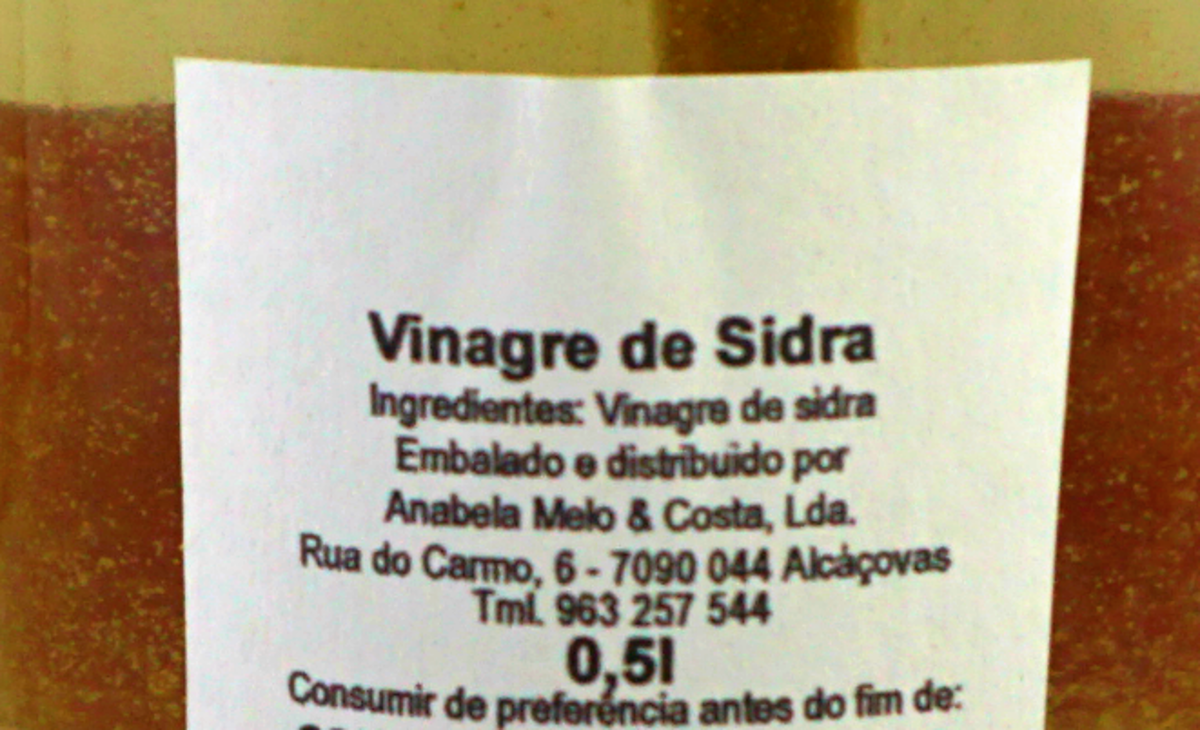 Vinagre de Sidra
Ingredientes: Vinagre de sidra
Embalado e distribuido por
Anabela Melo & Costa, Lda.
Rua do Carmo, 6 - 7090 044 Alcáçovas
Tml. 963 257 544
0,5l
Consumir de preferência antes do fim de: